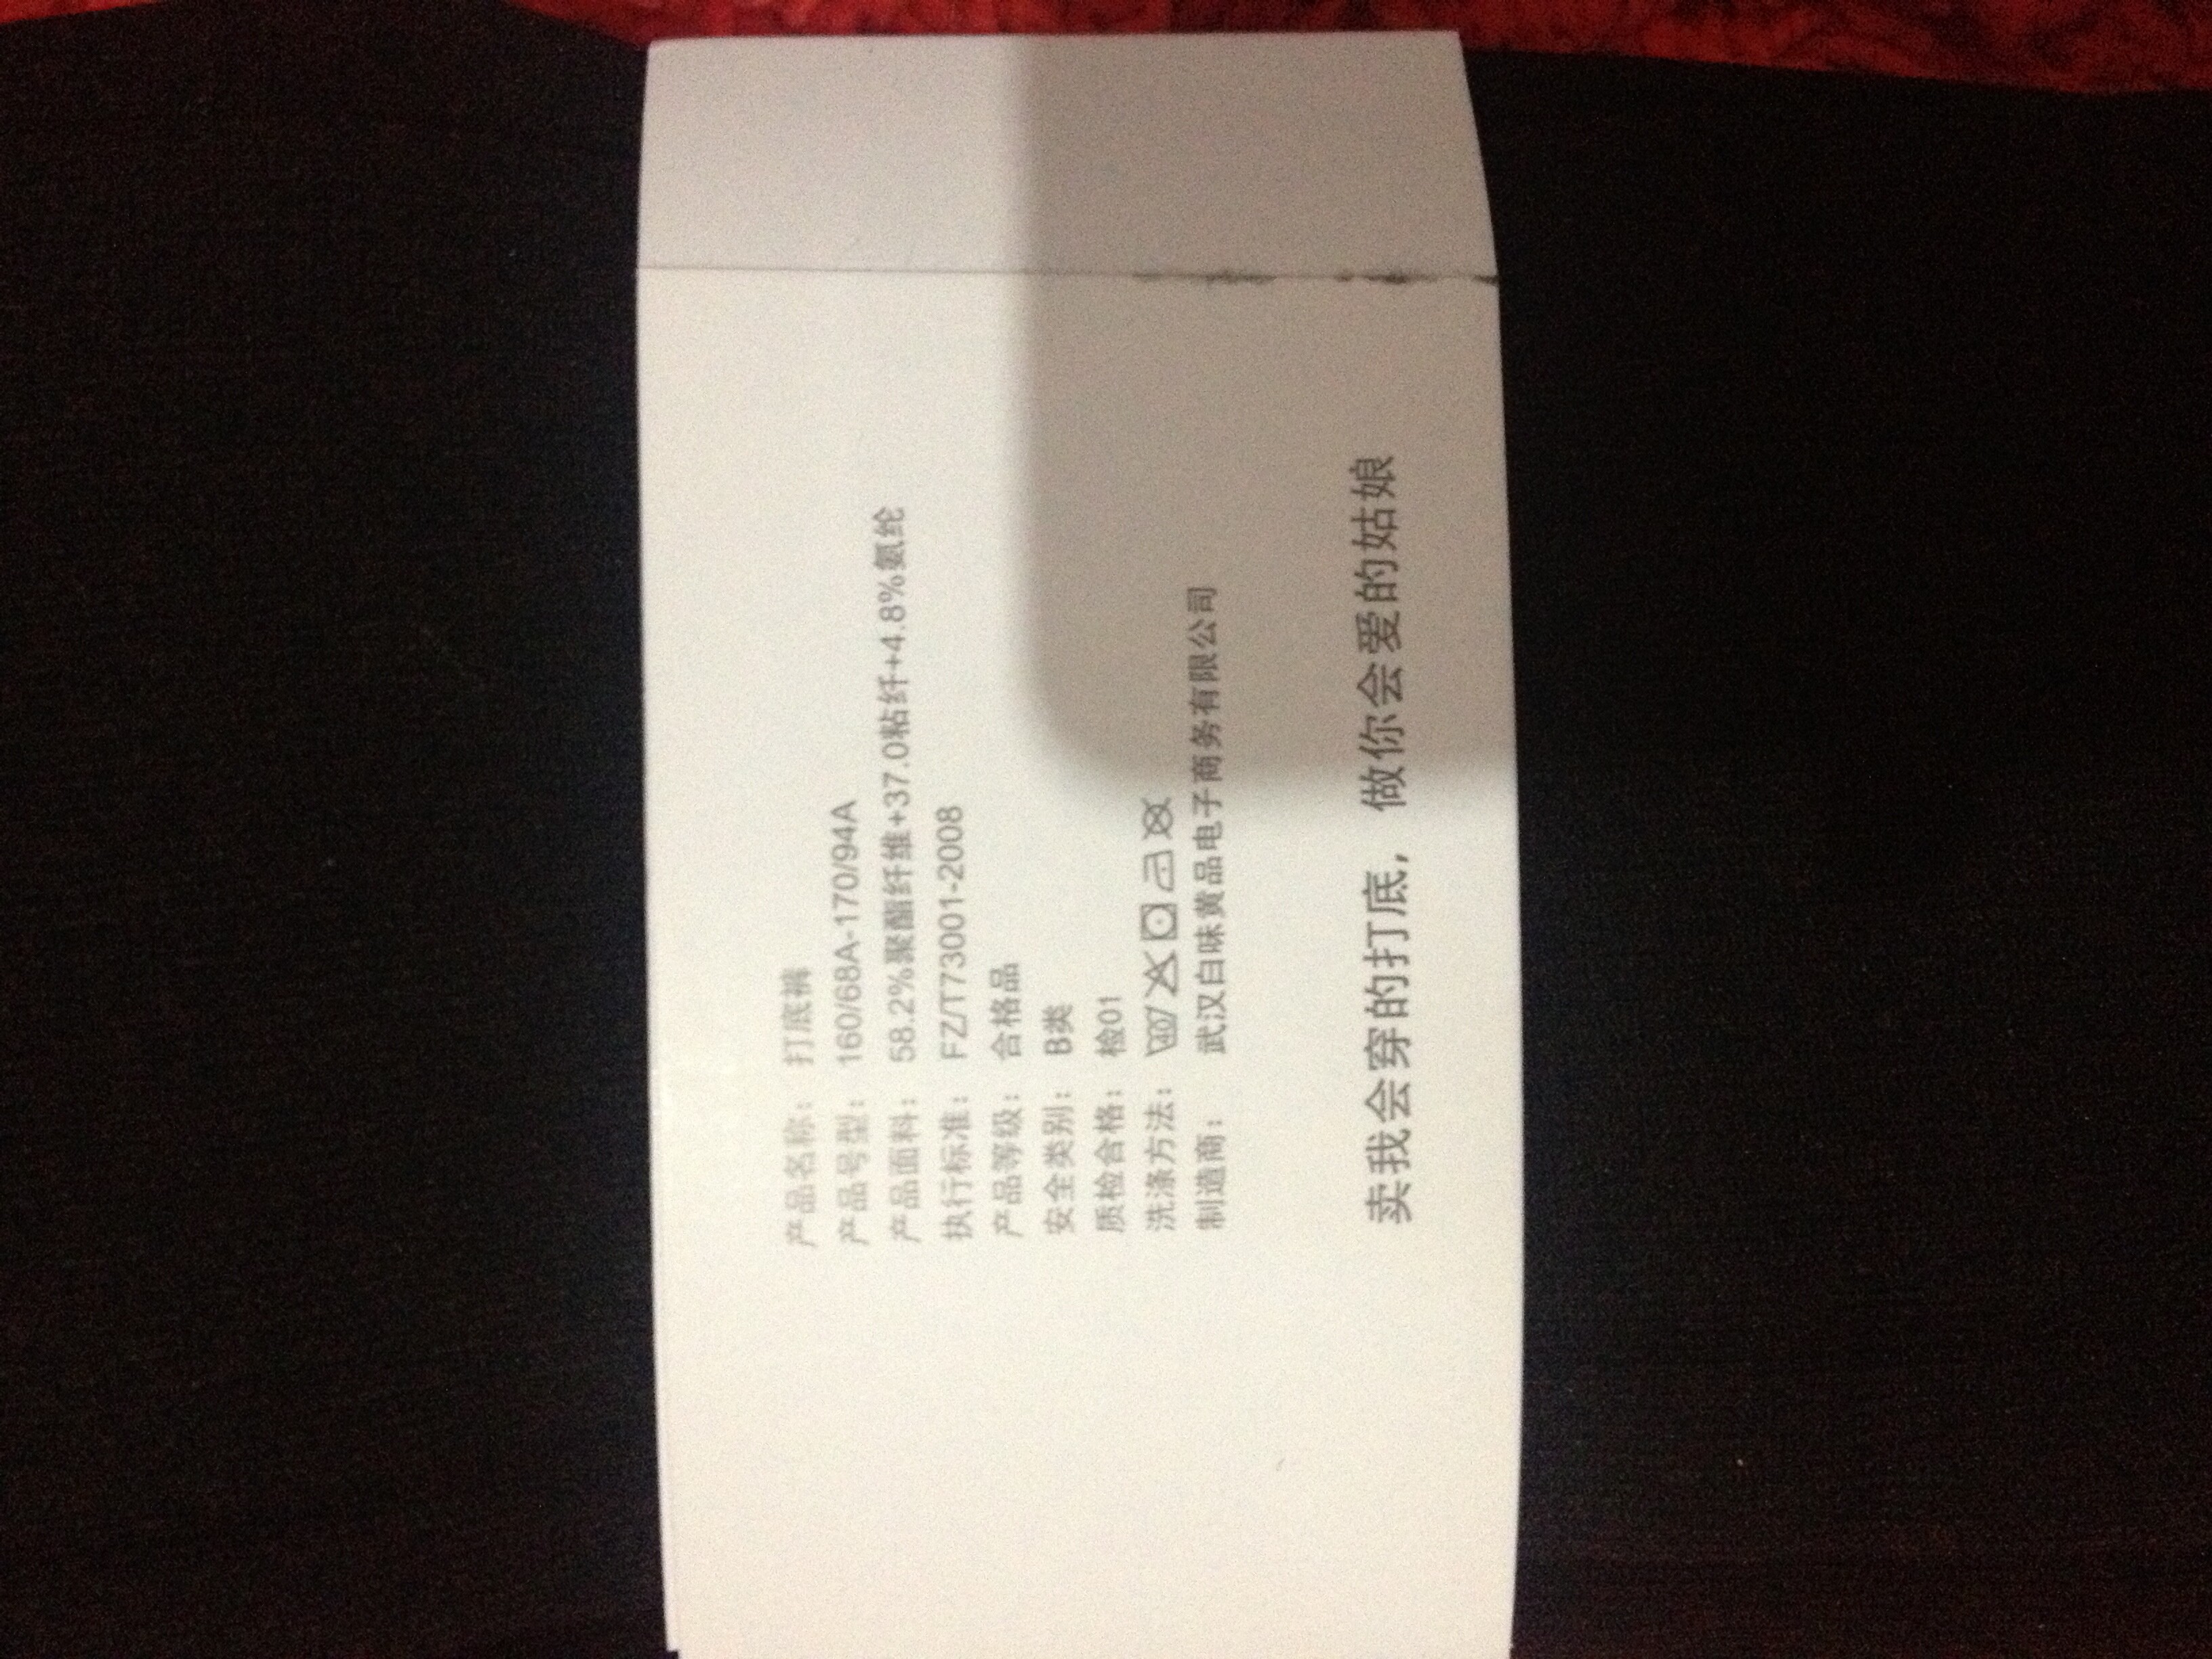 产品名称: 打底裤
产品号型: 160/68A-170/94A
产品面料: 58.2%聚酯纤维+37.0粘纤+4.8%氨纶
执行标准: FZ/T73001-2008
产品等级: 合格品
安全类别: B类
质检合格: 检01
洗涤方法:
制造商: 武汉白味黄品电子商务有限公司
卖我会穿的打底, 做你会爱的姑娘